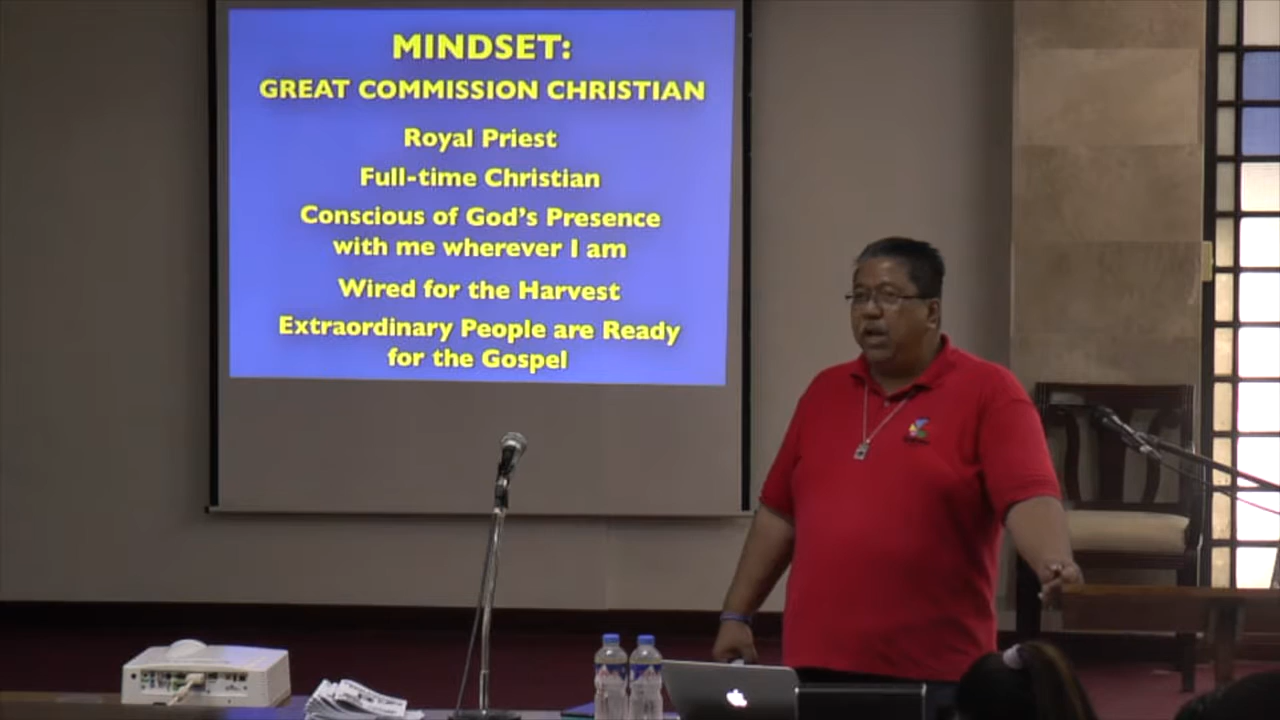 MINDSET:
GREAT COMMISSION CHRISTIAN
Royal Priest
Full-time Christian
Conscious of God's Presence
with me wherever I am
Wired for the Harvest
Extraordinary People are Ready
for the Gospel